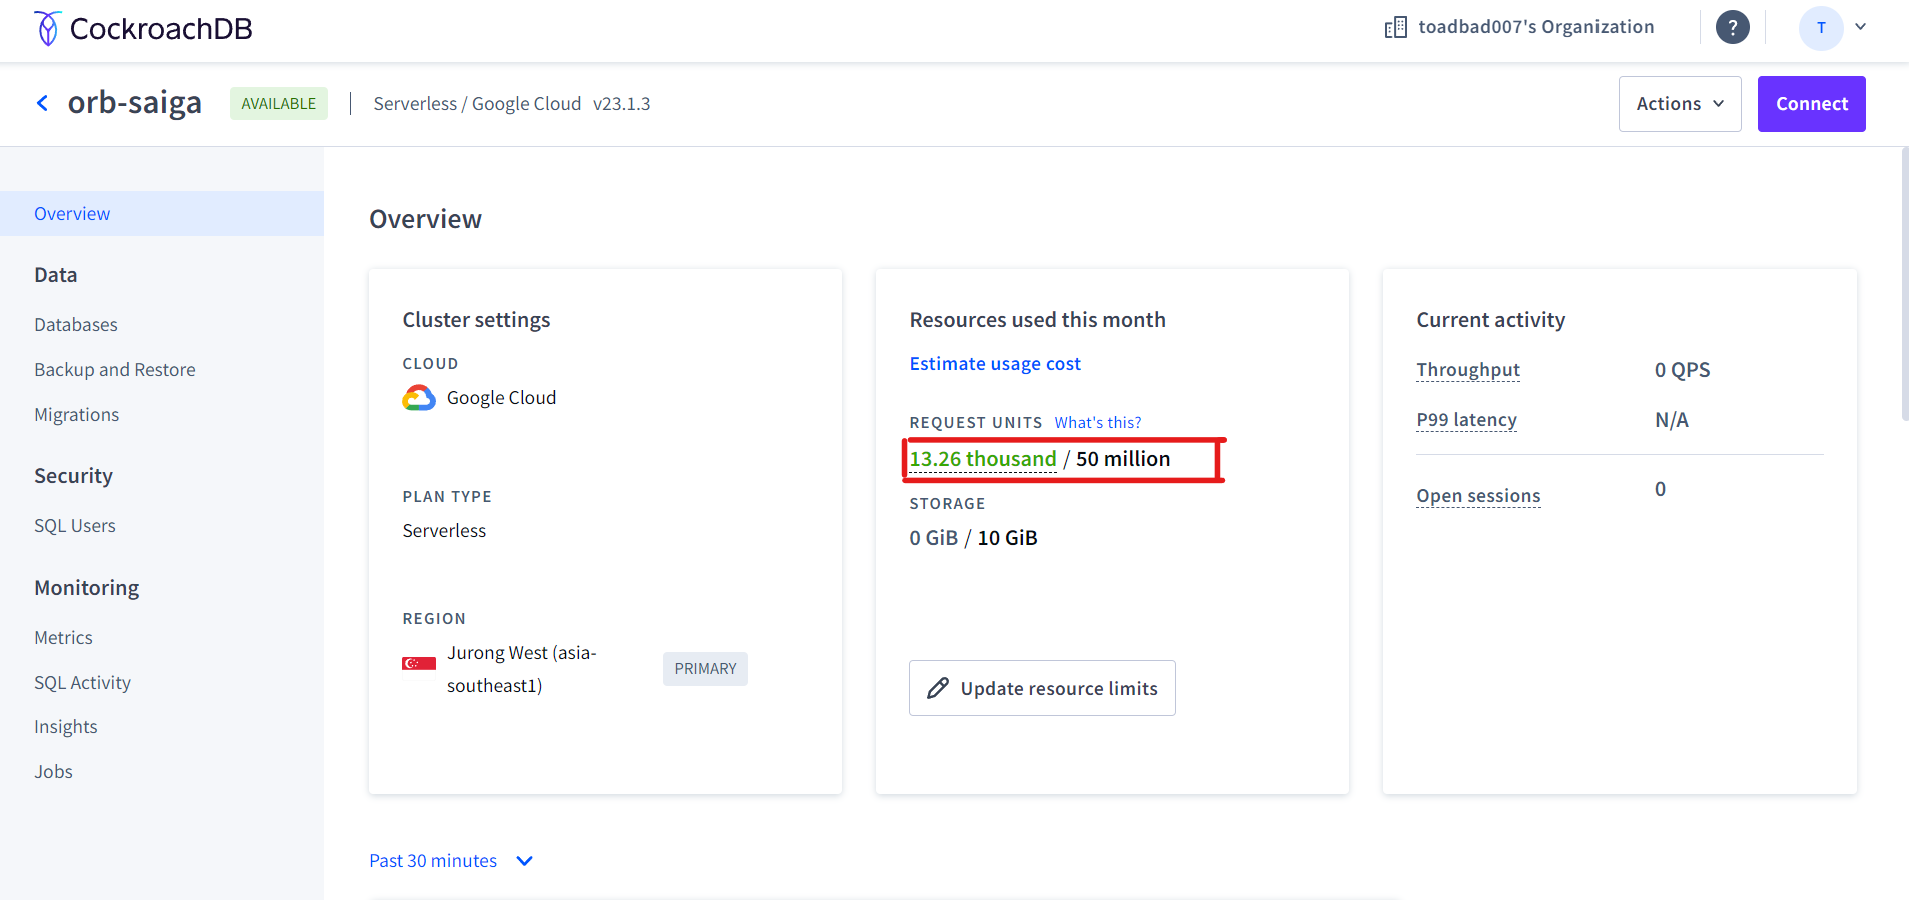 CockroachDB
toadbad007's Organization
?
T
orb-saiga
AVAILABLE
Serverless / Google Cloud v23.1.3
Actions
Connect
Overview
Data
Databases
Backup and Restore
Migrations
Security
SQL Users
Monitoring
Metrics
SQL Activity
Insights
Jobs
Overview
Cluster settings
CLOUD
Google Cloud
PLAN TYPE
Serverless
REGION
Jurong West (asia-
southeast1)
PRIMARY
Resources used this month
Estimate usage cost
REQUEST UNITS What's this?
13.26 thousand / 50 million
STORAGE
0 GiB / 10 GiB
Update resource limits
Current activity
Throughput 0 QPS
P99 latency N/A
Open sessions 0
Past 30 minutes